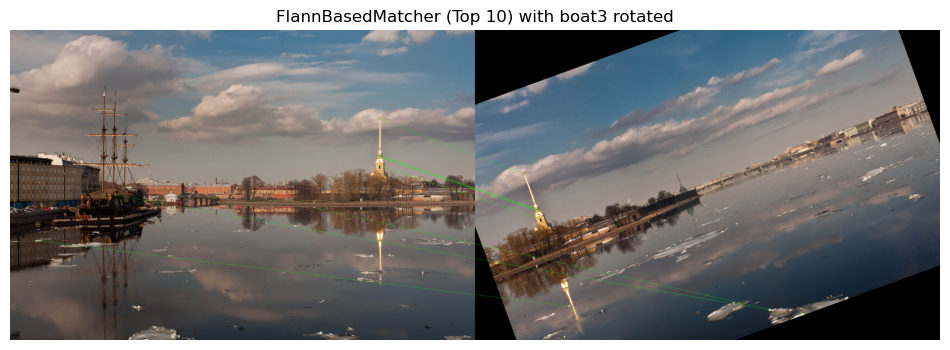 FlannBasedMatcher (Top 10) with boat3 rotated